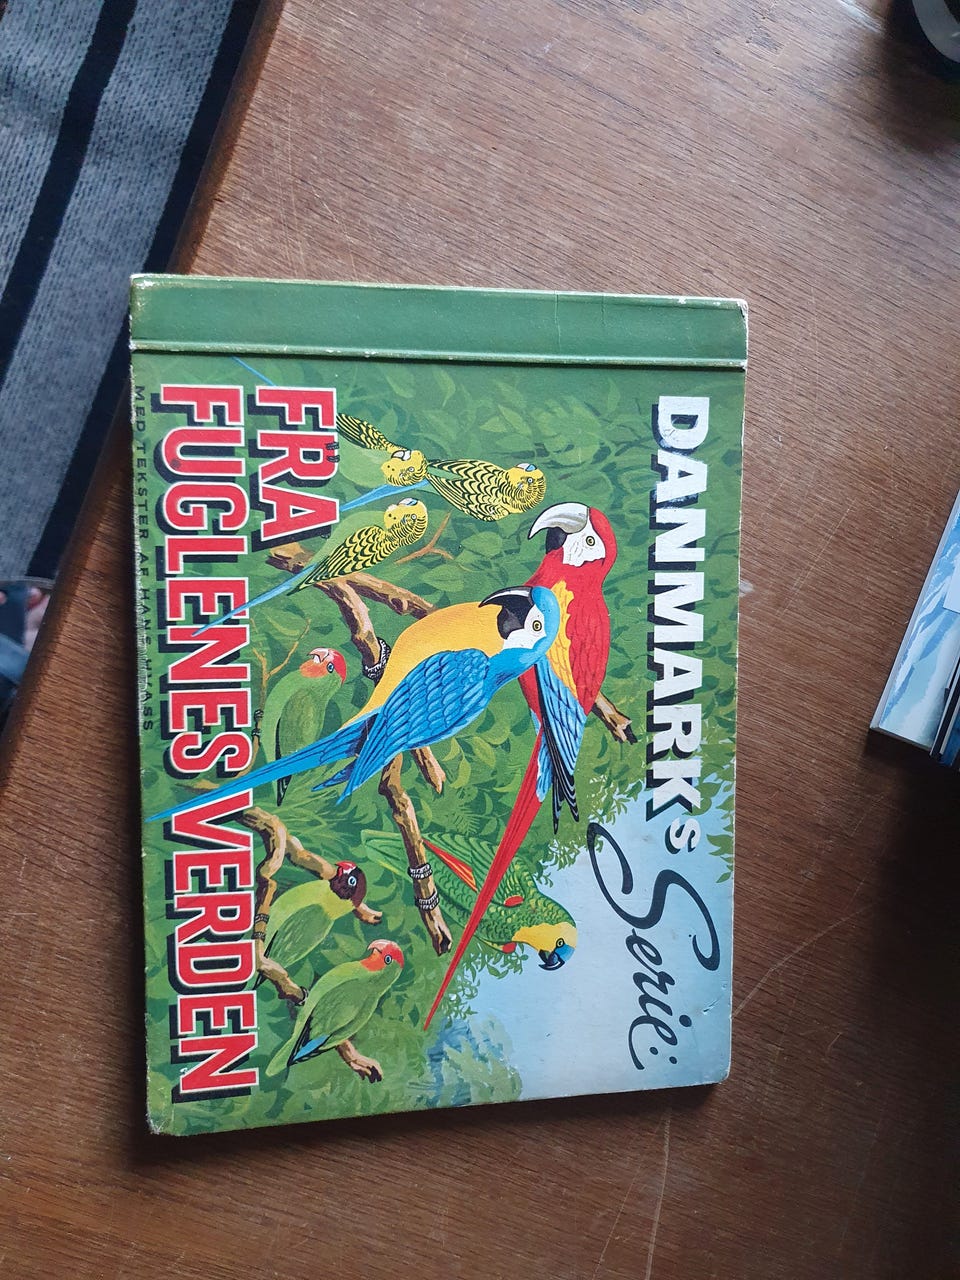 DANMARKs
Serie:
FRA
FUGLENES VERDEN
MED TEKSTER AF HANS HVASS